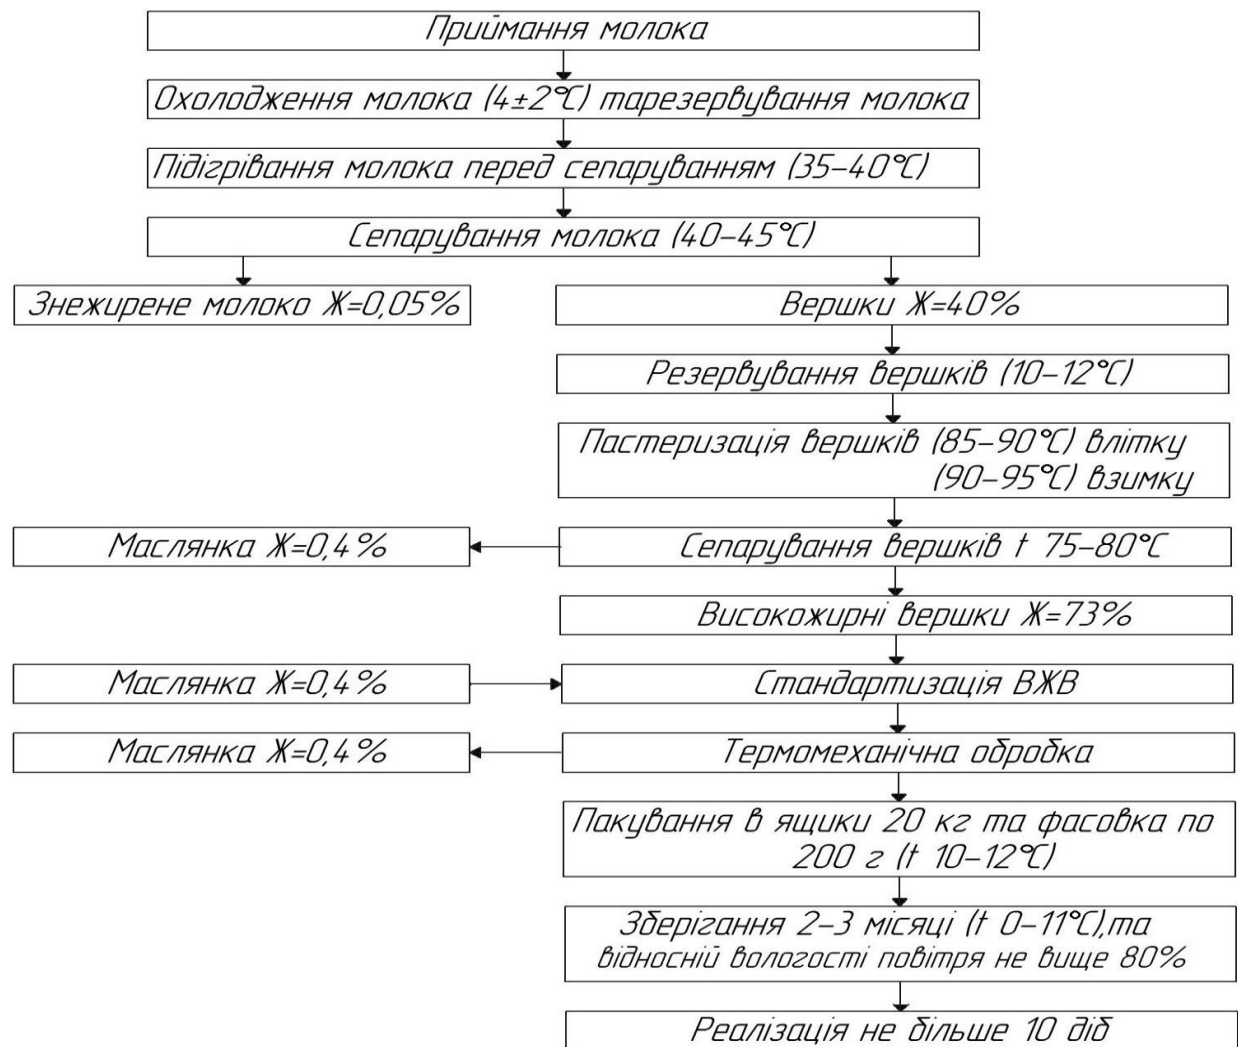 Приймання молока
Охолодження молока (4±2°С) тарезервування молока
Підігрівання молока перед сепаруванням (35–40°С)
Сепарування молока (40–45°С)
Знежирене молоко Ж=0,05%
Вершки Ж=40%
Резервування вершків (10–12°С)
Пастеризація вершків (85–90°С) влітку
(90–95°С) взимку
Маслянка Ж=0,4%
Сепарування вершків t 75–80°С
Високожирні вершки Ж=73%
Маслянка Ж=0,4%
Стандартизація ВЖВ
Маслянка Ж=0,4%
Термомеханічна обробка
Пакування в ящики 20 кг та фасовка по
200 г (t 10–12°С)
Зберігання 2–3 місяці (t 0–11°С),та
відносній вологості повітря не вище 80%
Реалізація не більше 10 діб